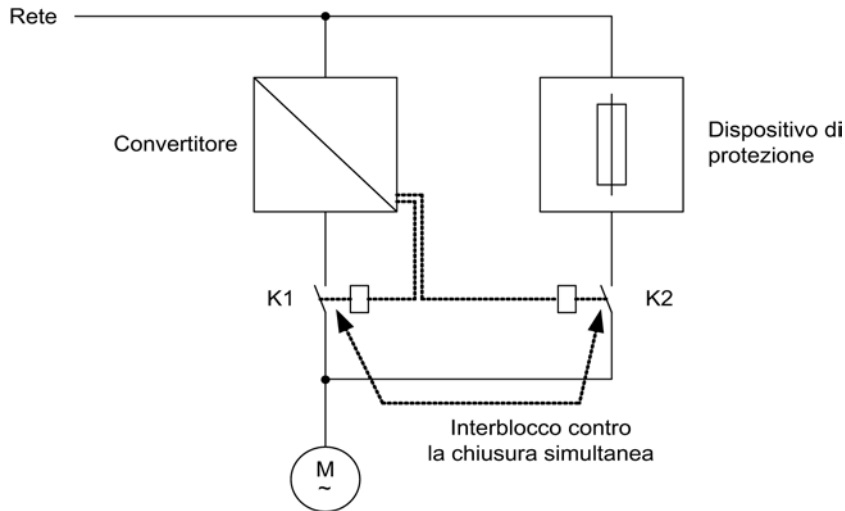 Rete
Convertitore
Dispositivo di
protezione
K1
K2
Interblocco contro
la chiusura simultanea
M
~